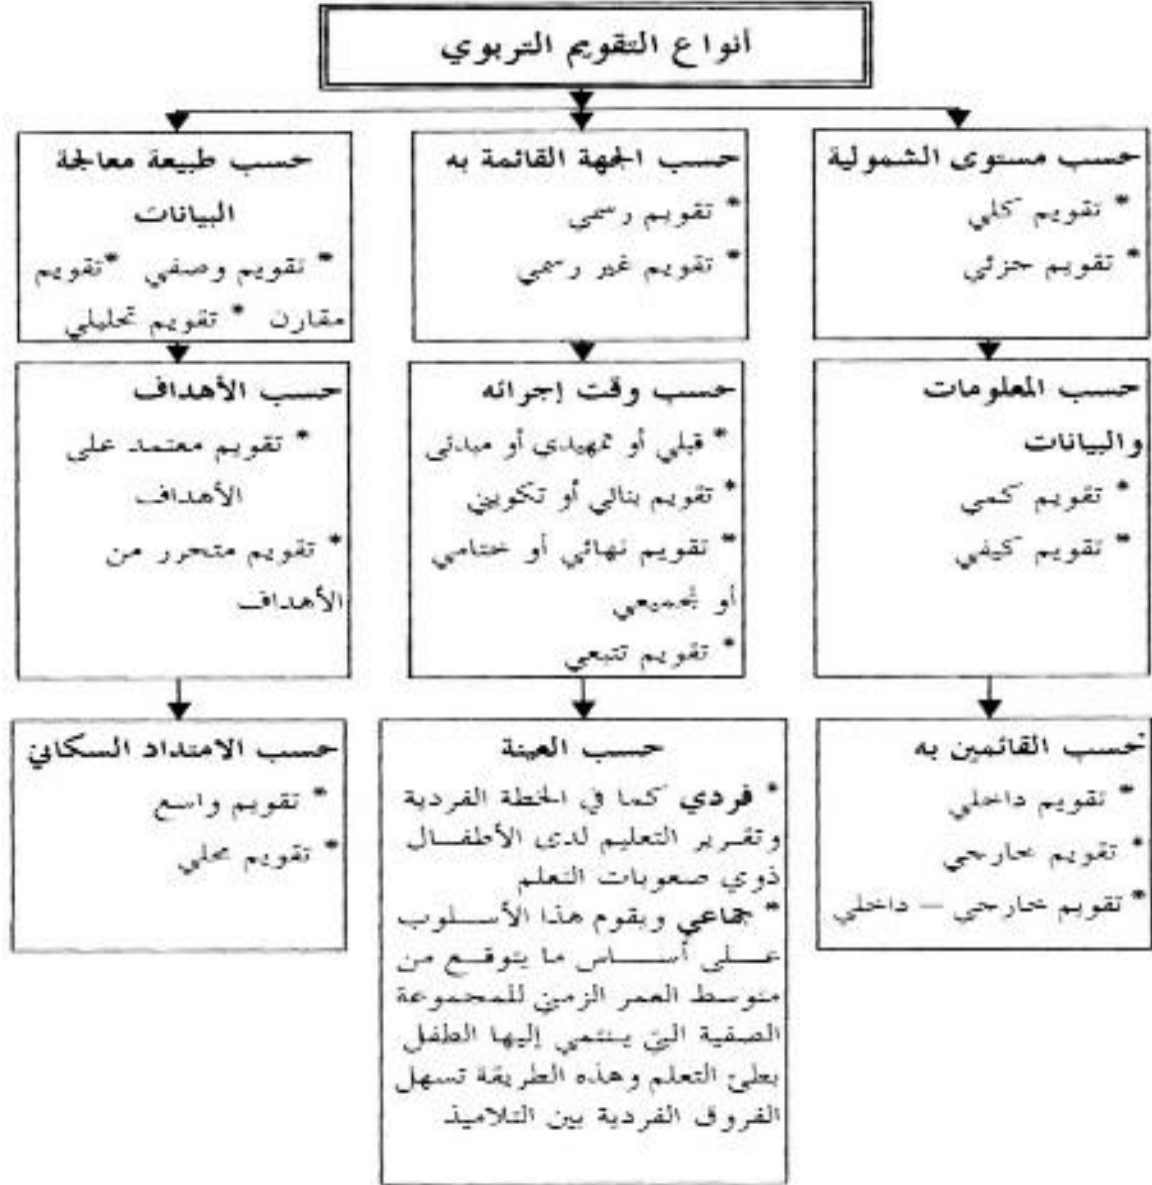 أنواع التقويم التربوي
حسب مستوى الشمولية
* تقويم كلي
* تقويم جزئي
حسب الجهة القائمة به
* تقويم رسمي
* تقويم غير رسمي
حسب طبيعة معالجة
البيانات
* تقويم وصفي *تقويم
مقارن * تقويم تحليلي
حسب المعلومات
والبيانات
* تقويم كمي
* تقويم كيفي
حسب وقت إجرائه
* قبلي أو تمهيدي أو مبدئى
* تقويم بنائي أو تكويني
* تقويم نهائي أو ختامي
أو تجميعي
* تقويم تتبعي
حسب الأهداف
* تقويم معتمد على
الأهداف
* تقويم متحرر من
الأهداف
حسب القائمين به
* تقويم داخلي
* تقويم خارجي
* تقويم خارجي – داخلي
حسب العينة
* فردي كما في الخطة الفردية
وتقرير التعليم لدى الأطفال
ذوي صعوبات التعلم
* جماعي ويقوم هذا الأسلوب
على أساس ما يتوقع من
متوسط العمر الزمني للمجموعة
الصفية التي ينتمي إليها الطفل
بطئ التعلم وهذه الطريقة تسهل
الفروق الفردية بين التلاميذ
حسب الامتداد السكاني
* تقويم واسع
* تقويم محلي